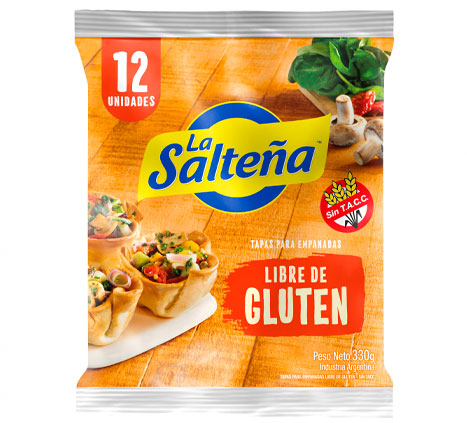 12
UNIDADES
La
Salteña
Sin T.A.C.C.
TAPAS PARA EMPANADAS
LIBRE DE
GLUTEN
Peso Neto 330g
Industria Argentina